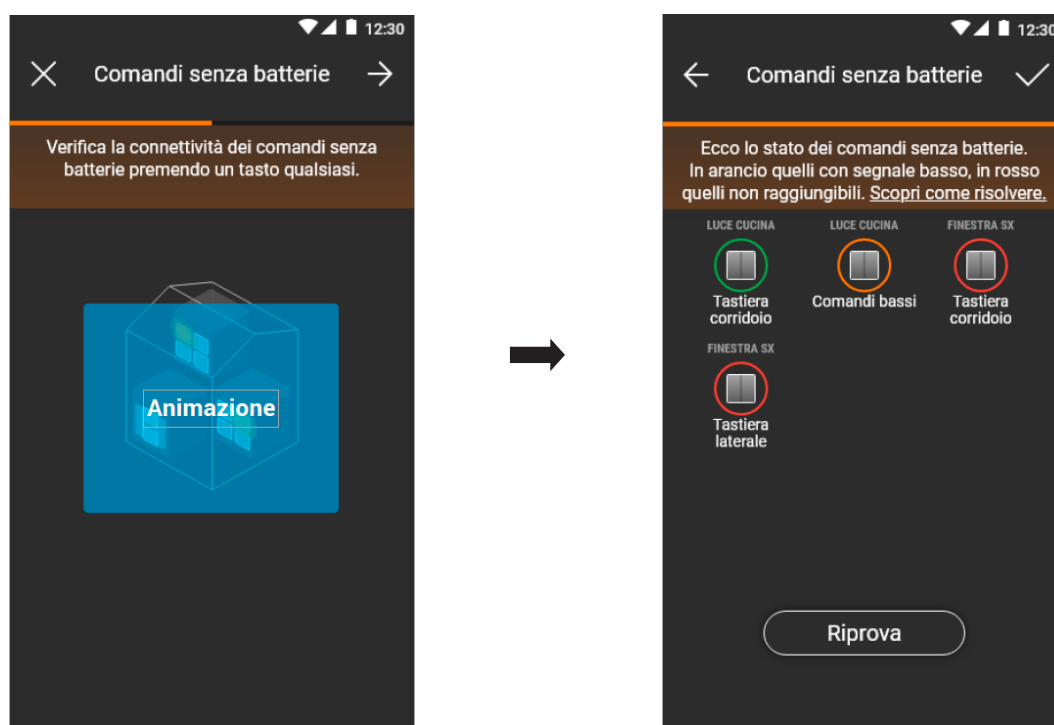 12:30
Comandi senza batterie
Verifica la connettività dei comandi senza
batterie premendo un tasto qualsiasi.
Animazione
12:30
Comandi senza batterie
Ecco lo stato dei comandi senza batterie.
In arancio quelli con segnale basso, in rosso
quelli non raggiungibili. Scopri come risolvere.
LUCE CUCINA
LUCE CUCINA
FINESTRA SX
Tastiera
corridoio
Comandi bassi
Tastiera
corridoio
FINESTRA SX
Tastiera
laterale
Riprova